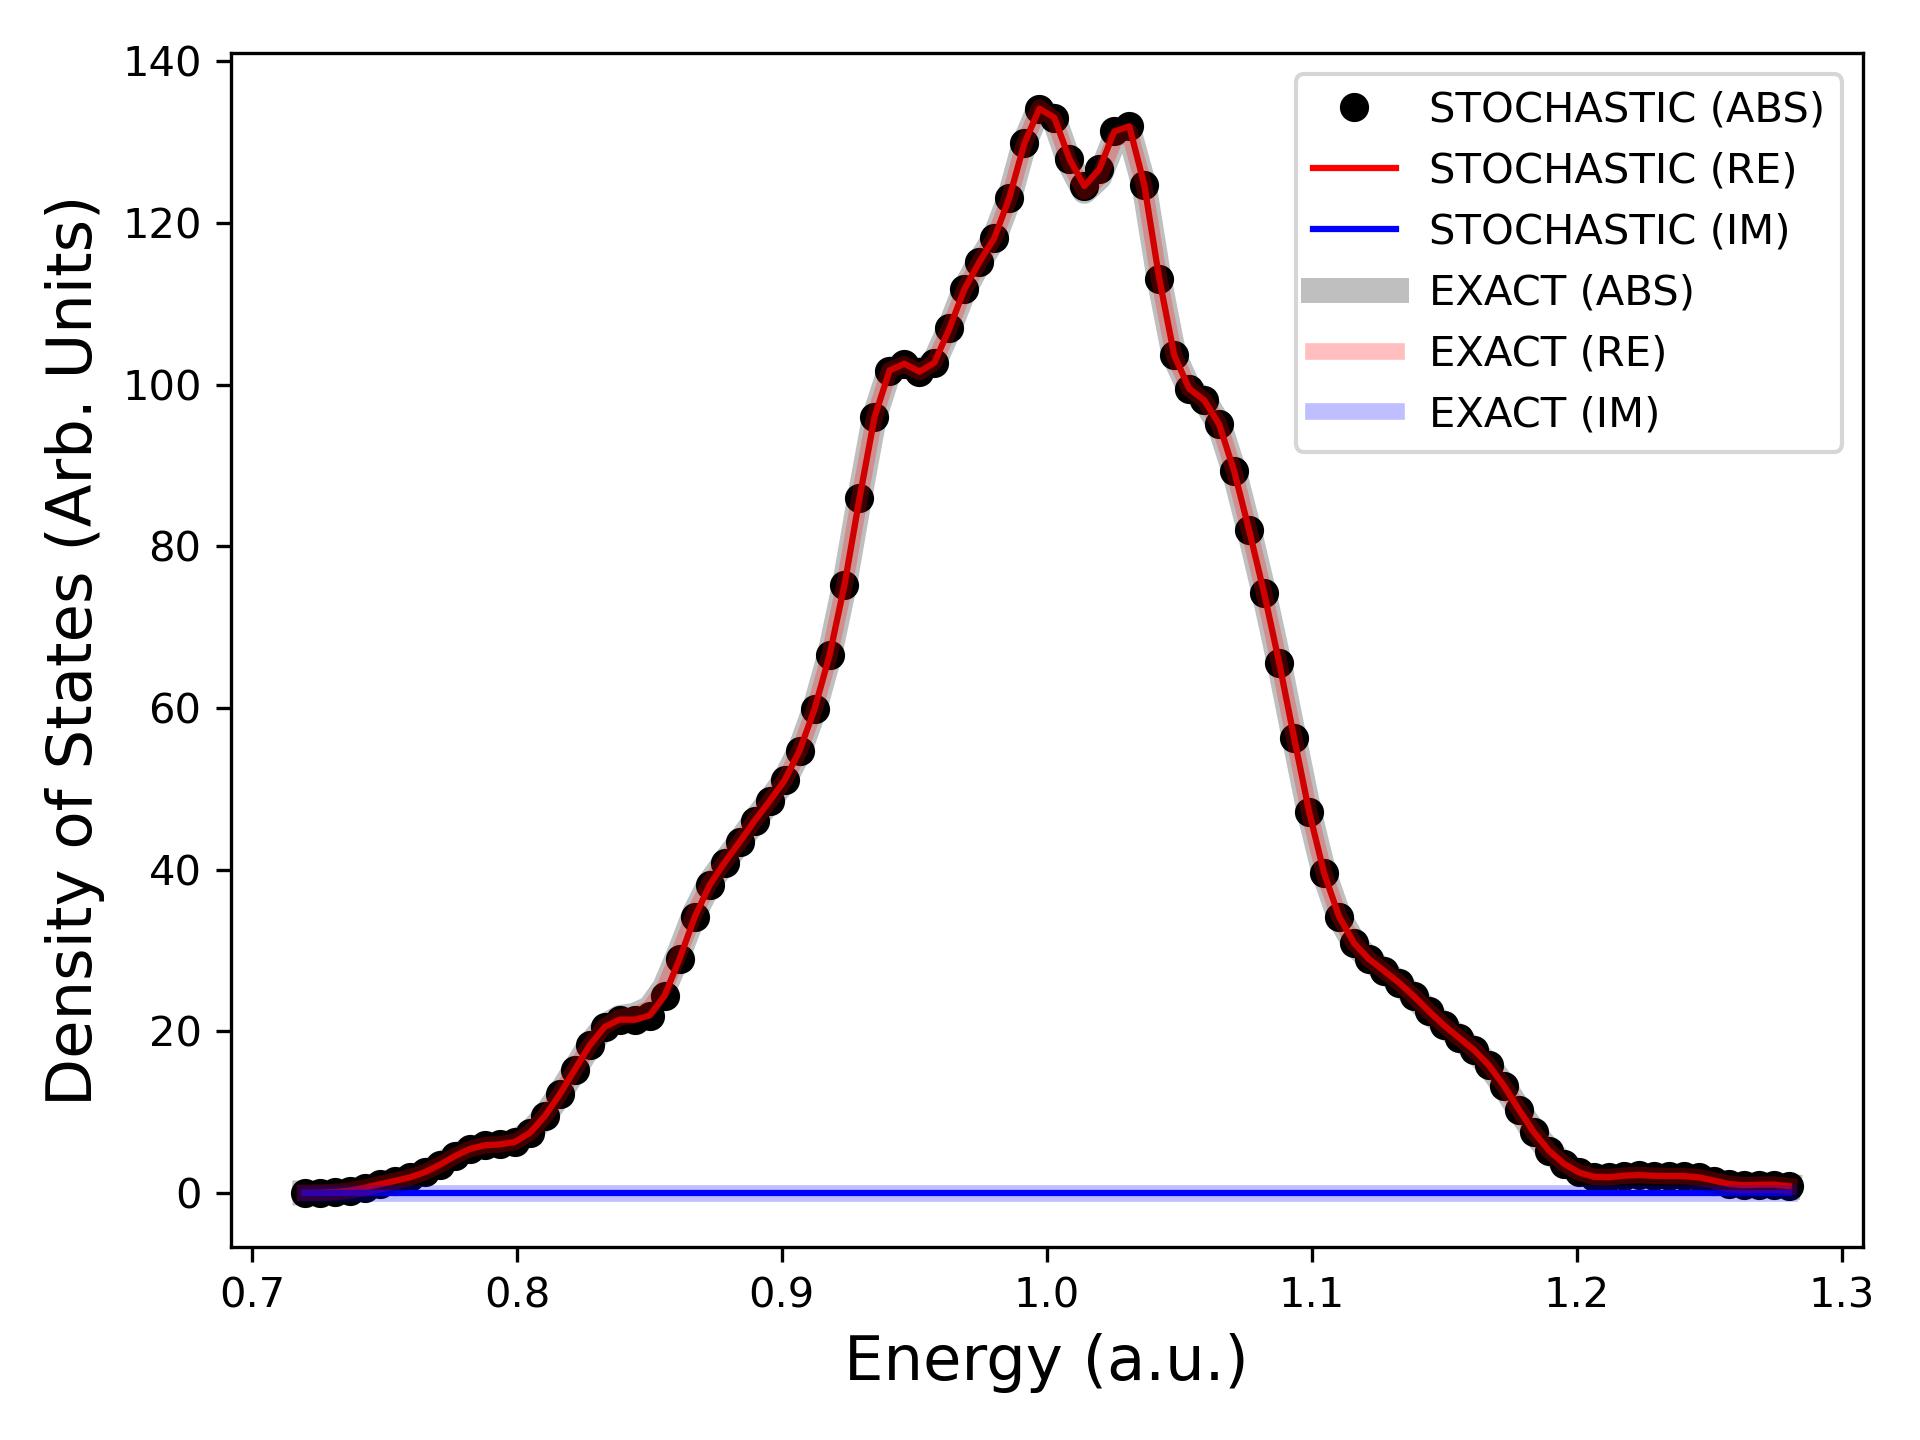 140
120
100
80
60
40
20
0
Density of States (Arb. Units)
STOCHASTIC (ABS)
STOCHASTIC (RE)
STOCHASTIC (IM)
EXACT (ABS)
EXACT (RE)
EXACT (IM)
0.7 0.8 0.9 1.0 1.1 1.2 1.3
Energy (a.u.)